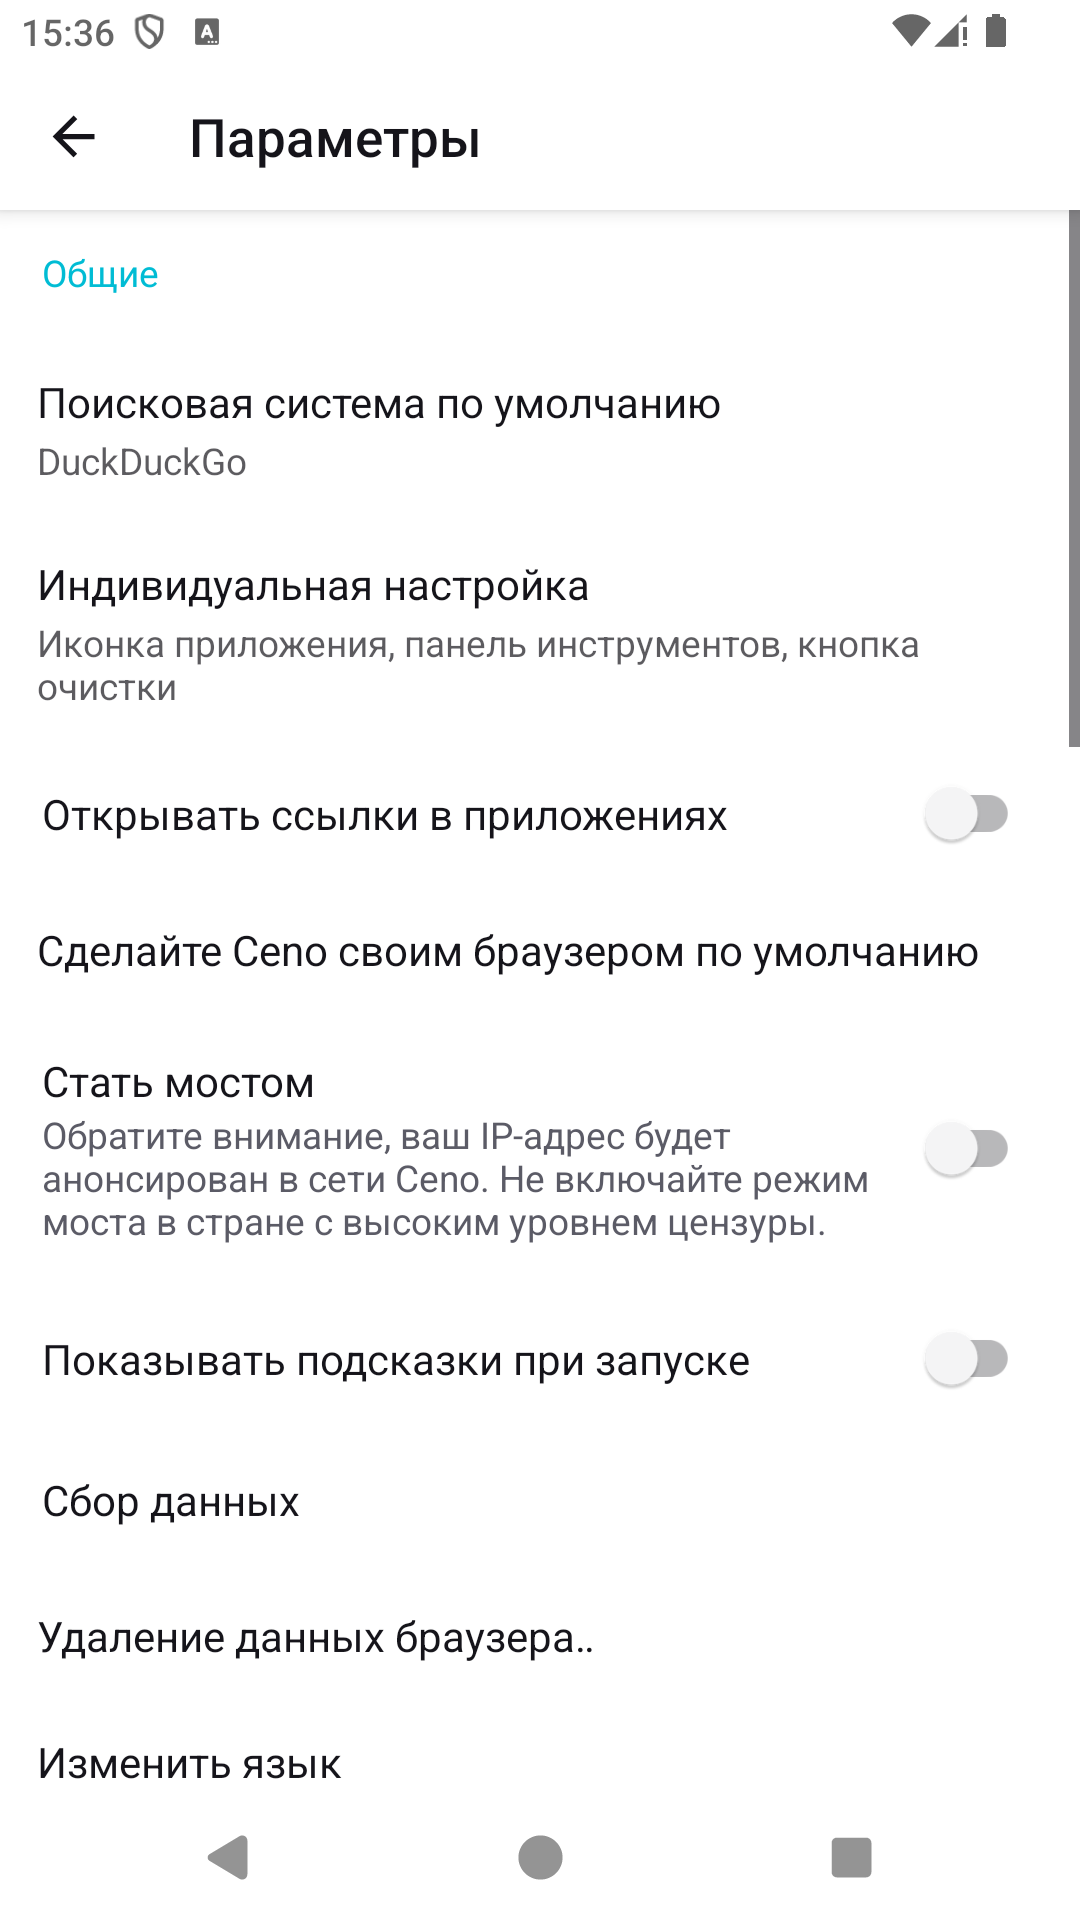 15:36
Параметры
Общие
Поисковая система по умолчанию
DuckDuckGo
Индивидуальная настройка
Иконка приложения, панель инструментов, кнопка
очистки
Открывать ссылки в приложениях
Сделайте Ceno своим браузером по умолчанию
Стать мостом
Обратите внимание, ваш IP-адрес будет
анонсирован в сети Ceno. Не включайте режим
моста в стране с высоким уровнем цензуры.
Показывать подсказки при запуске
Сбор данных
Удаление данных браузера..
Изменить язык